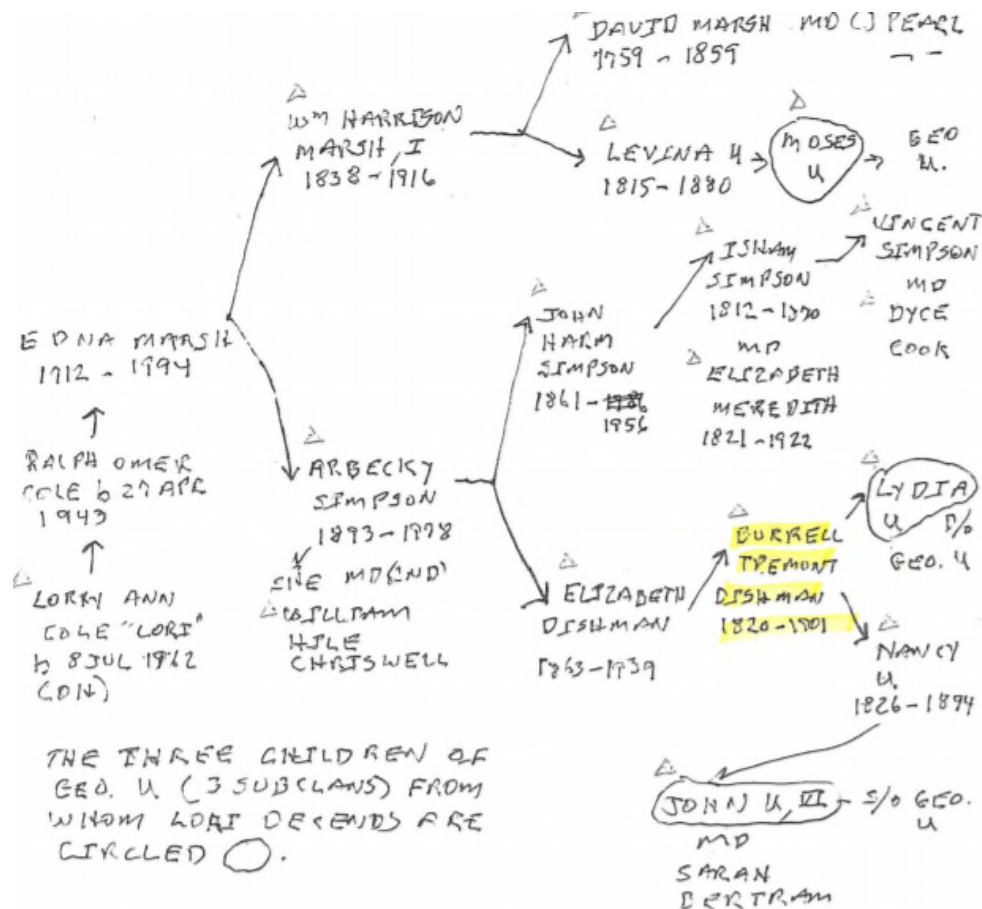 DAVID MARSH MD () PEARL
1759 - 1859
WM HARRISON
MARSH, I
1838 - 1916
LEVINA U
1815 - 1880
MOSES
U
GEO
U.
EDNA MARSH
1912 - 1994
RALPH OMER
COLE b 27 APR
1943
LORRY ANN
COLE "LORI"
b 8 JUL 1962
(OH)
JOHN
HARM
SIMPSON
1861 -
1956
ISHAM
SIMPSON
1812 -
MD
ELIZABETH
MEREDITH
1821 - 1922
VINCENT
SIMPSON
MD
DYCE
COOK
ARBECKY
SIMPSON
1893 - 1978
SHE MD (2ND)
WILLIAM
HILE
CHRISWELL
ELIZABETH
DISHMAN
1863 - 1939
BURRELL
TREMONT
DISHMAN
1820 - 1901
LYDIA
U D/O
GEO. U
NANCY
U.
1826 - 1894
JOHN U, VI - S/O GEO.
U
MD
SARAH
BERTRAM
THE THREE CHILDREN OF
GEO. U (3 SUBCLANS) FROM
WHOM LORI DECENDS ARE
CIRCLED .